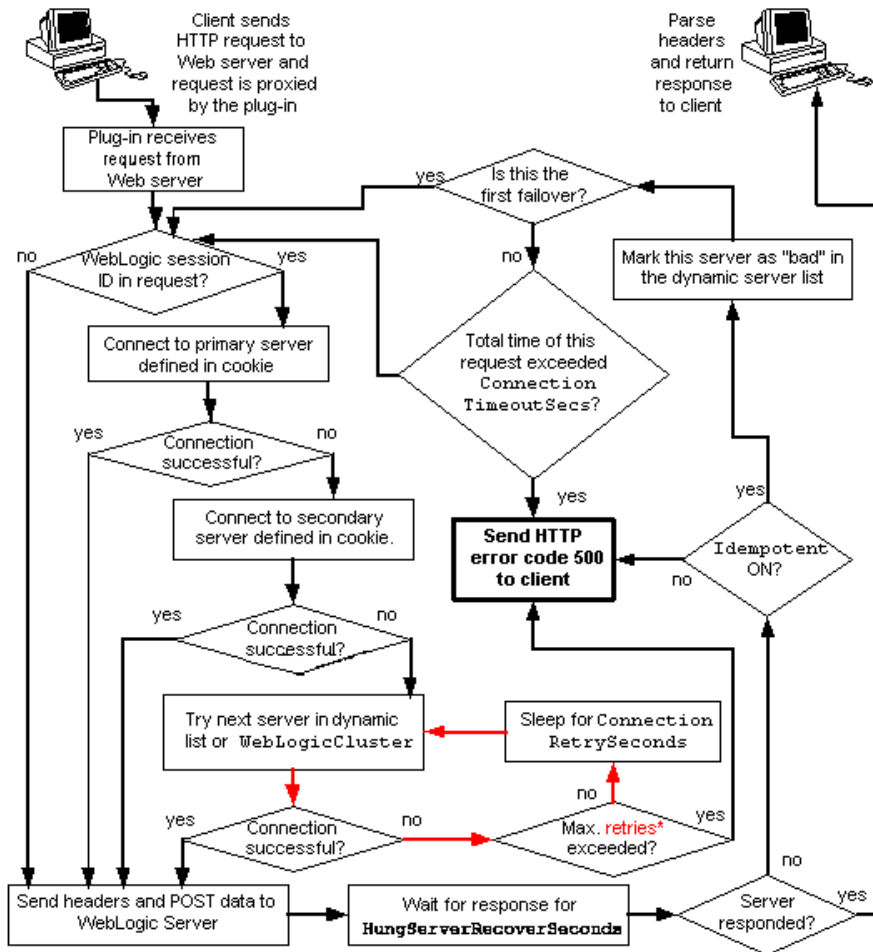 Client sends
HTTP request to
Web server and
request is proxied
by the plug-in
Parse
headers
and return
response
to client
Plug-in receives
request from
Web server
yes
Is this the
first failover?
no
WebLogic session
ID in request?
yes
no
Mark this server as "bad" in
the dynamic server list
Connect to primary server
defined in cookie
Total time of this
request exceeded
Connection
TimeoutSecs?
yes
Connection
successful?
no
yes
yes
Connect to secondary
server defined in cookie.
Send HTTP
error code 500
to client
Idempotent
ON?
no
yes
Connection
successful?
no
Try next server in dynamic
list or WebLogicCluster
Sleep for Connection
RetrySeconds
no
yes
Connection
successful?
no
Max. retries*
exceeded?
yes
no
Send headers and POST data to
WebLogic Server
Wait for response for
HungServerRecoverSeconds
Server
responded?
yes